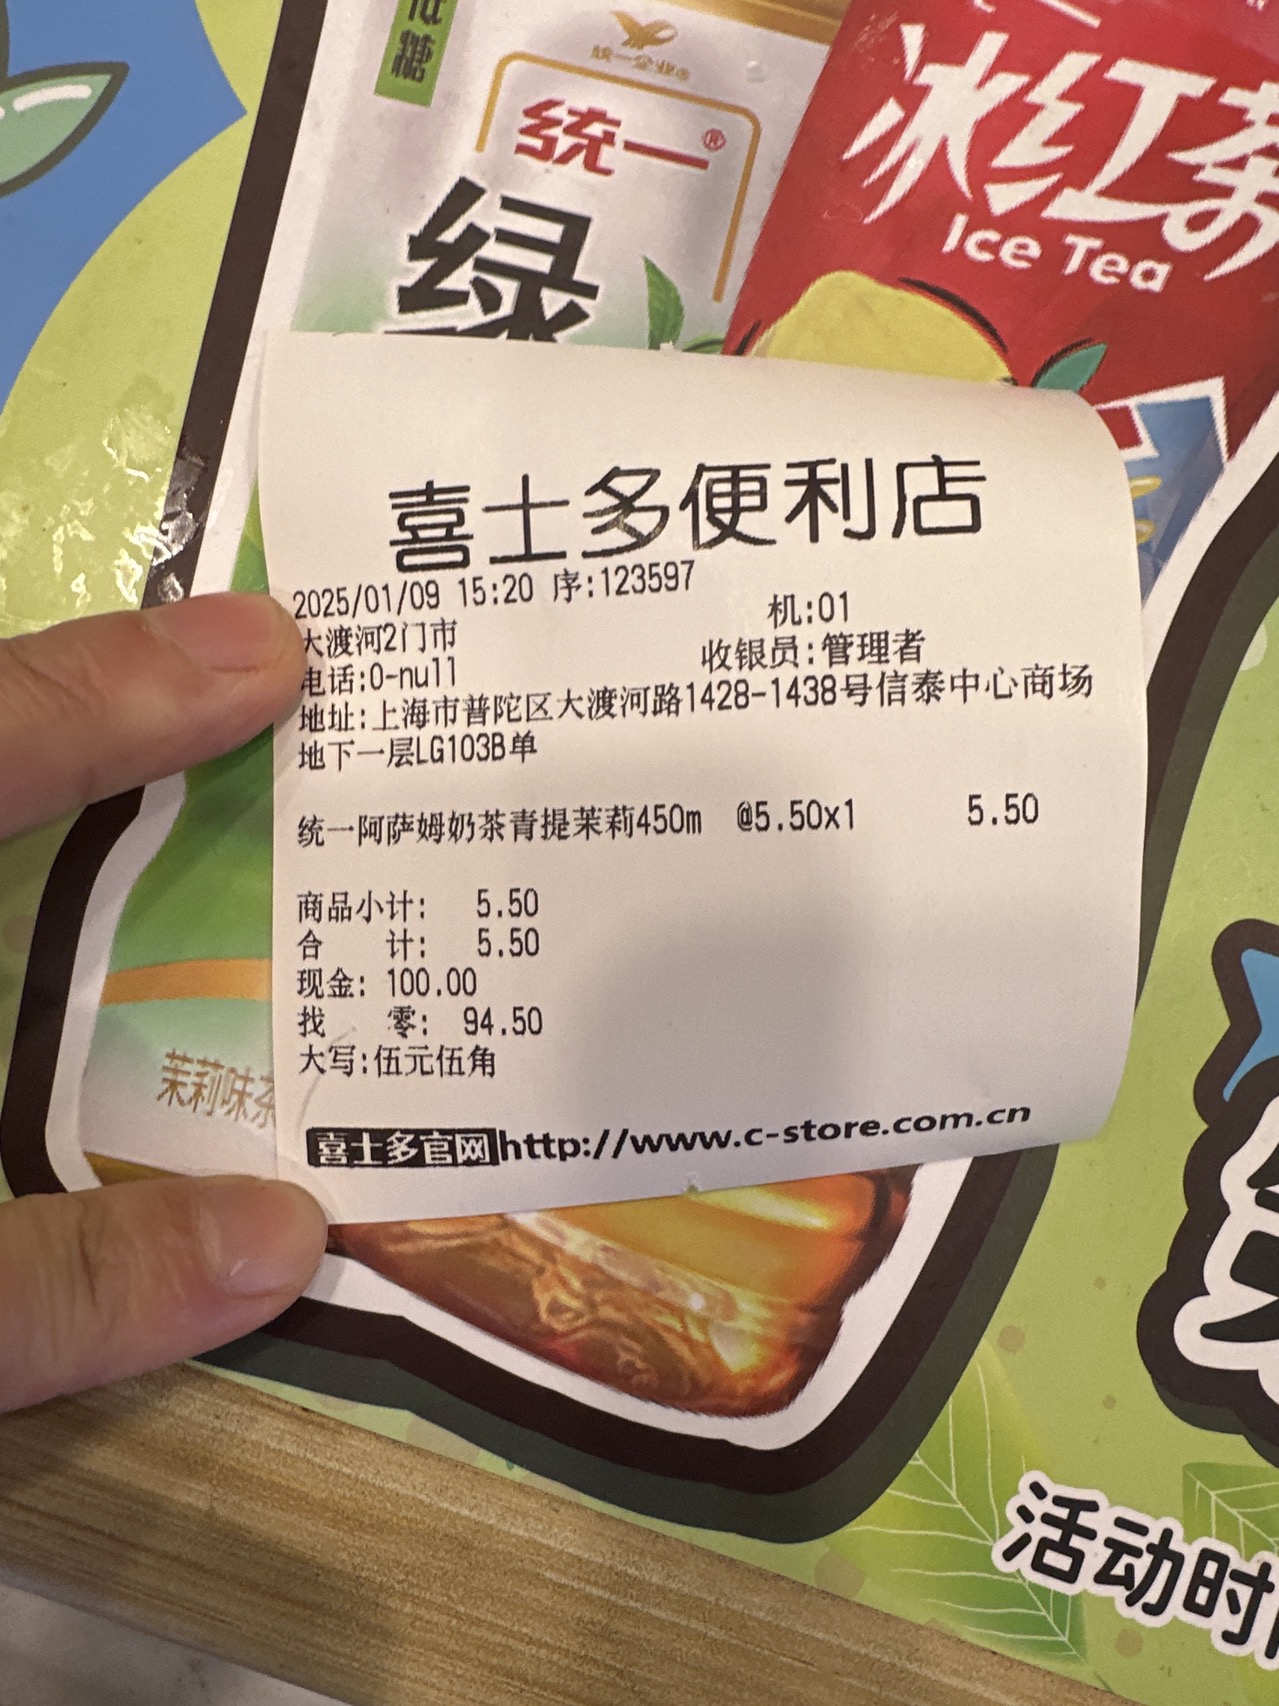 低糖
统一企业
统一®
绿
冰红茶
Ice Tea
喜士多便利店
2025/01/09 15:20 序:123597
机:01
大渡河2门市
收银员:管理者
电话:0-null
地址:上海市普陀区大渡河路1428-1438号信泰中心商场
地下一层LG103B单
统一阿萨姆奶茶青提茉莉450m @5.50x1 5.50
商品小计: 5.50
合 计: 5.50
现金: 100.00
找 零: 94.50
大写:伍元伍角
喜士多官网http://www.c-store.com.cn
茉莉味茶
活动时